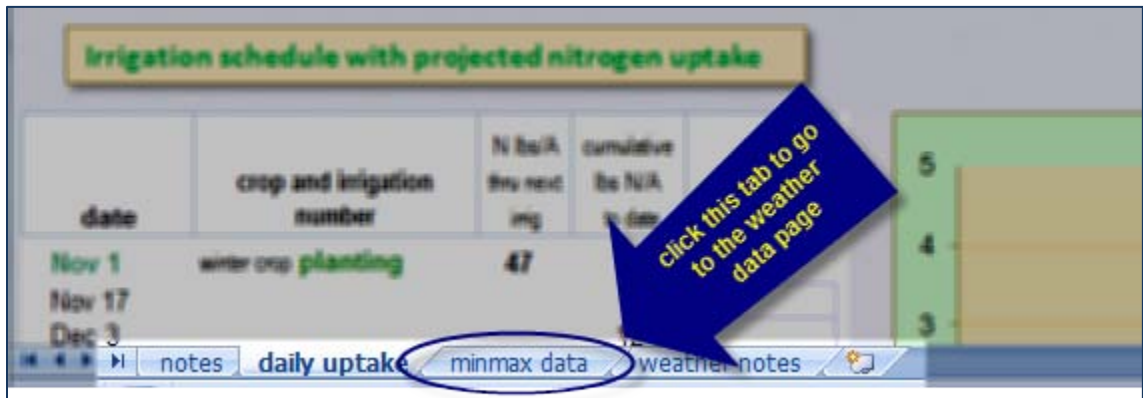 Irrigation schedule with projected nitrogen uptake
date
crop and irrigation
number
N lbs/A
thru next
irrig
cumulative
lbs N/A
to date
click this tab to go
to the weather
data page
Nov 1 winter crop planting 47
Nov 17
Dec 3
5
4
3
notes daily uptake minmax data weather notes